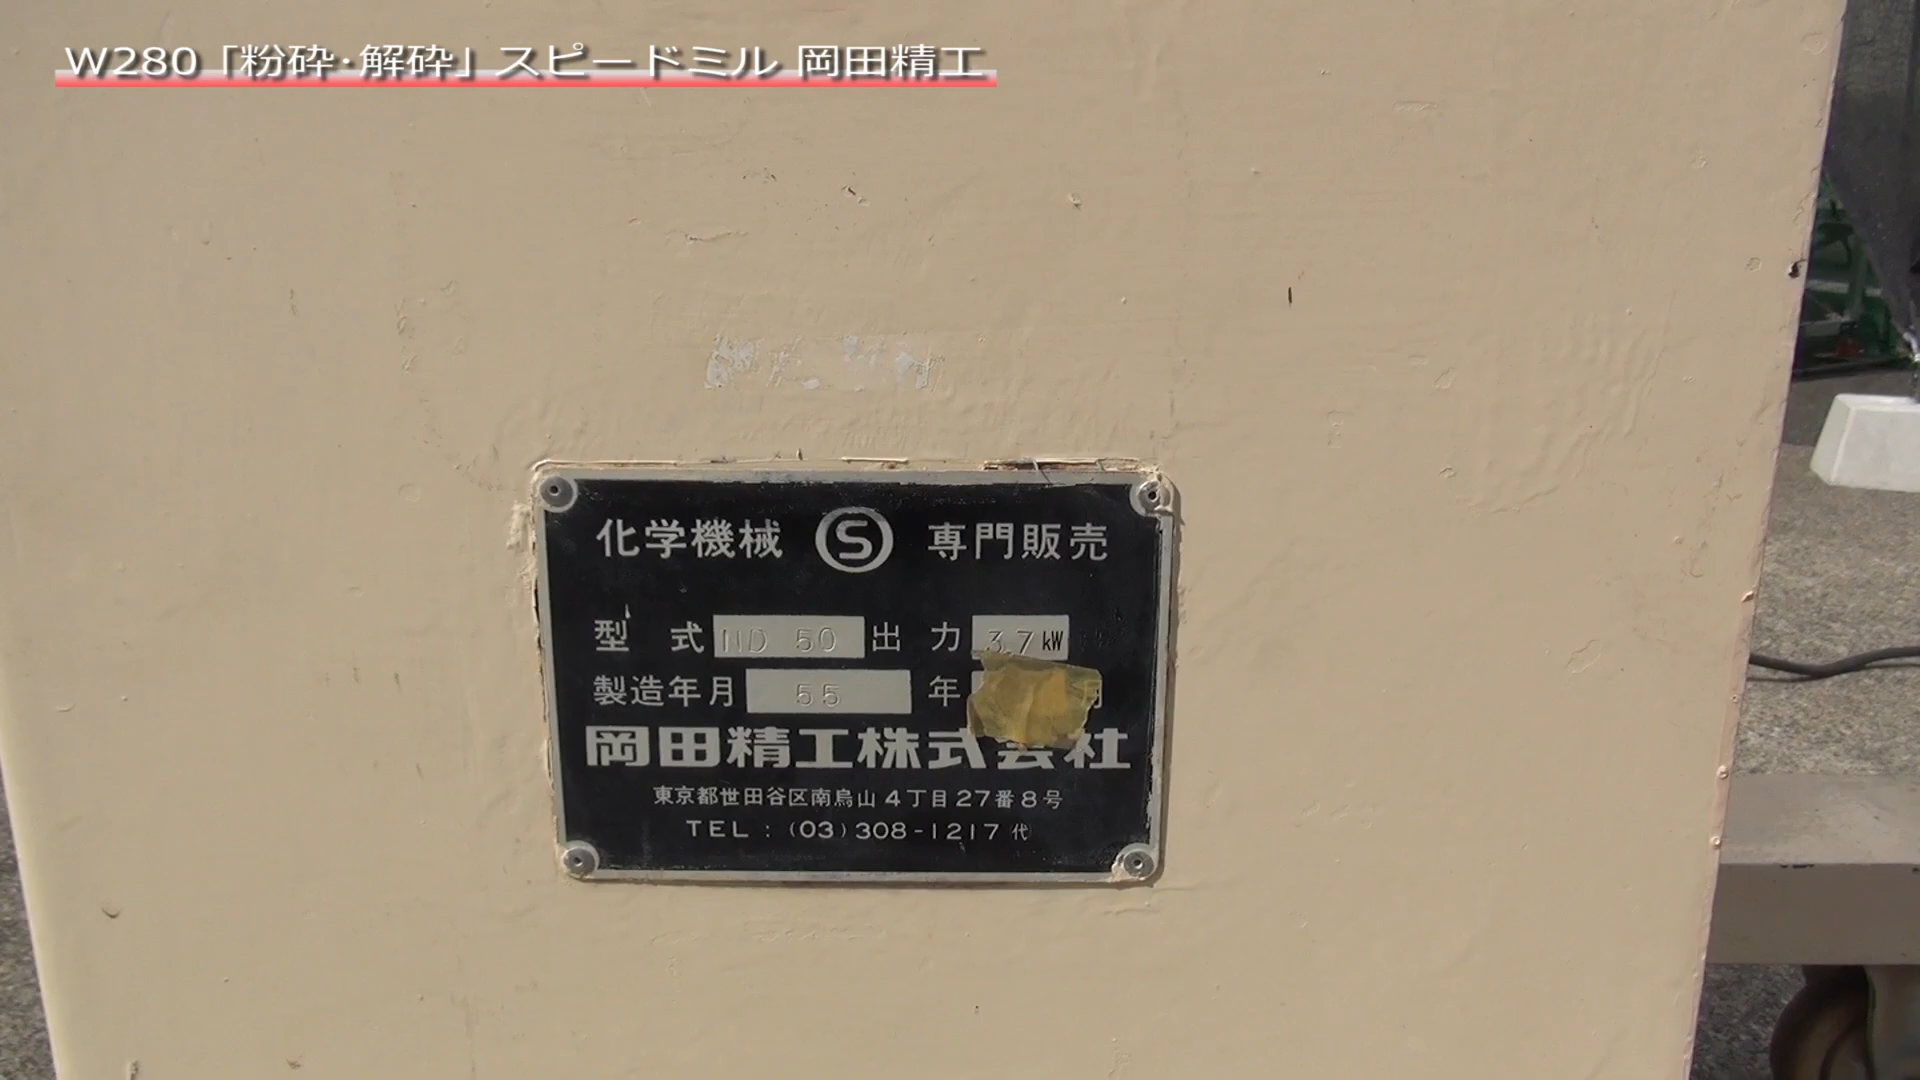 W280「粉砕・解砕」スピードミル 岡田精工
化学機械 S 専門販売
型式 ND 50 出力 3.7 kW
製造年月 55 年 月
岡田精工株式会社
東京都世田谷区南烏山4丁目27番8号
TEL:(03)308-1217 代